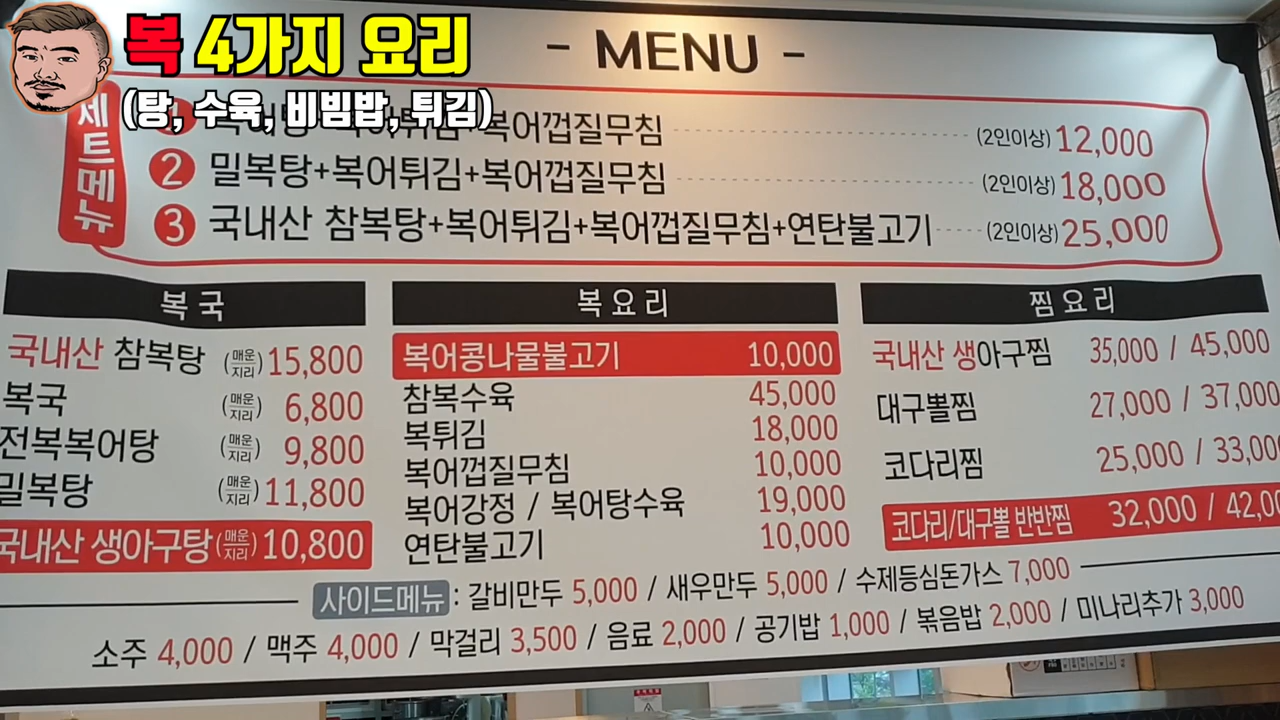 복 4가지 요리
(탕, 수육, 비빔밥, 튀김)
- MENU -
세트메뉴
복어껍질무침 (2인이상) 12,000
2 밀복탕+복어튀김+복어껍질무침 (2인이상) 18,000
3 국내산 참복탕+복어튀김+복어껍질무침+연탄불고기 (2인이상) 25,000
복국
국내산 참복탕 (매운/지리) 15,800
복국 (매운/지리) 6,800
전복복어탕 (매운/지리) 9,800
밀복탕 (매운/지리) 11,800
국내산 생아구탕 (매운/지리) 10,800
복요리
복어콩나물불고기 10,000
참복수육 45,000
복튀김 18,000
복어껍질무침 10,000
복어강정 / 복어탕수육 19,000
연탄불고기 10,000
찜요리
국내산 생아구찜 35,000 / 45,000
대구뽈찜 27,000 / 37,000
코다리찜 25,000 / 33,00
코다리/대구뽈 반반찜 32,000 / 42,0
사이드메뉴 : 갈비만두 5,000 / 새우만두 5,000 / 수제등심돈가스 7,000
소주 4,000 / 맥주 4,000 / 막걸리 3,500 / 음료 2,000 / 공기밥 1,000 / 볶음밥 2,000 / 미나리추가 3,000